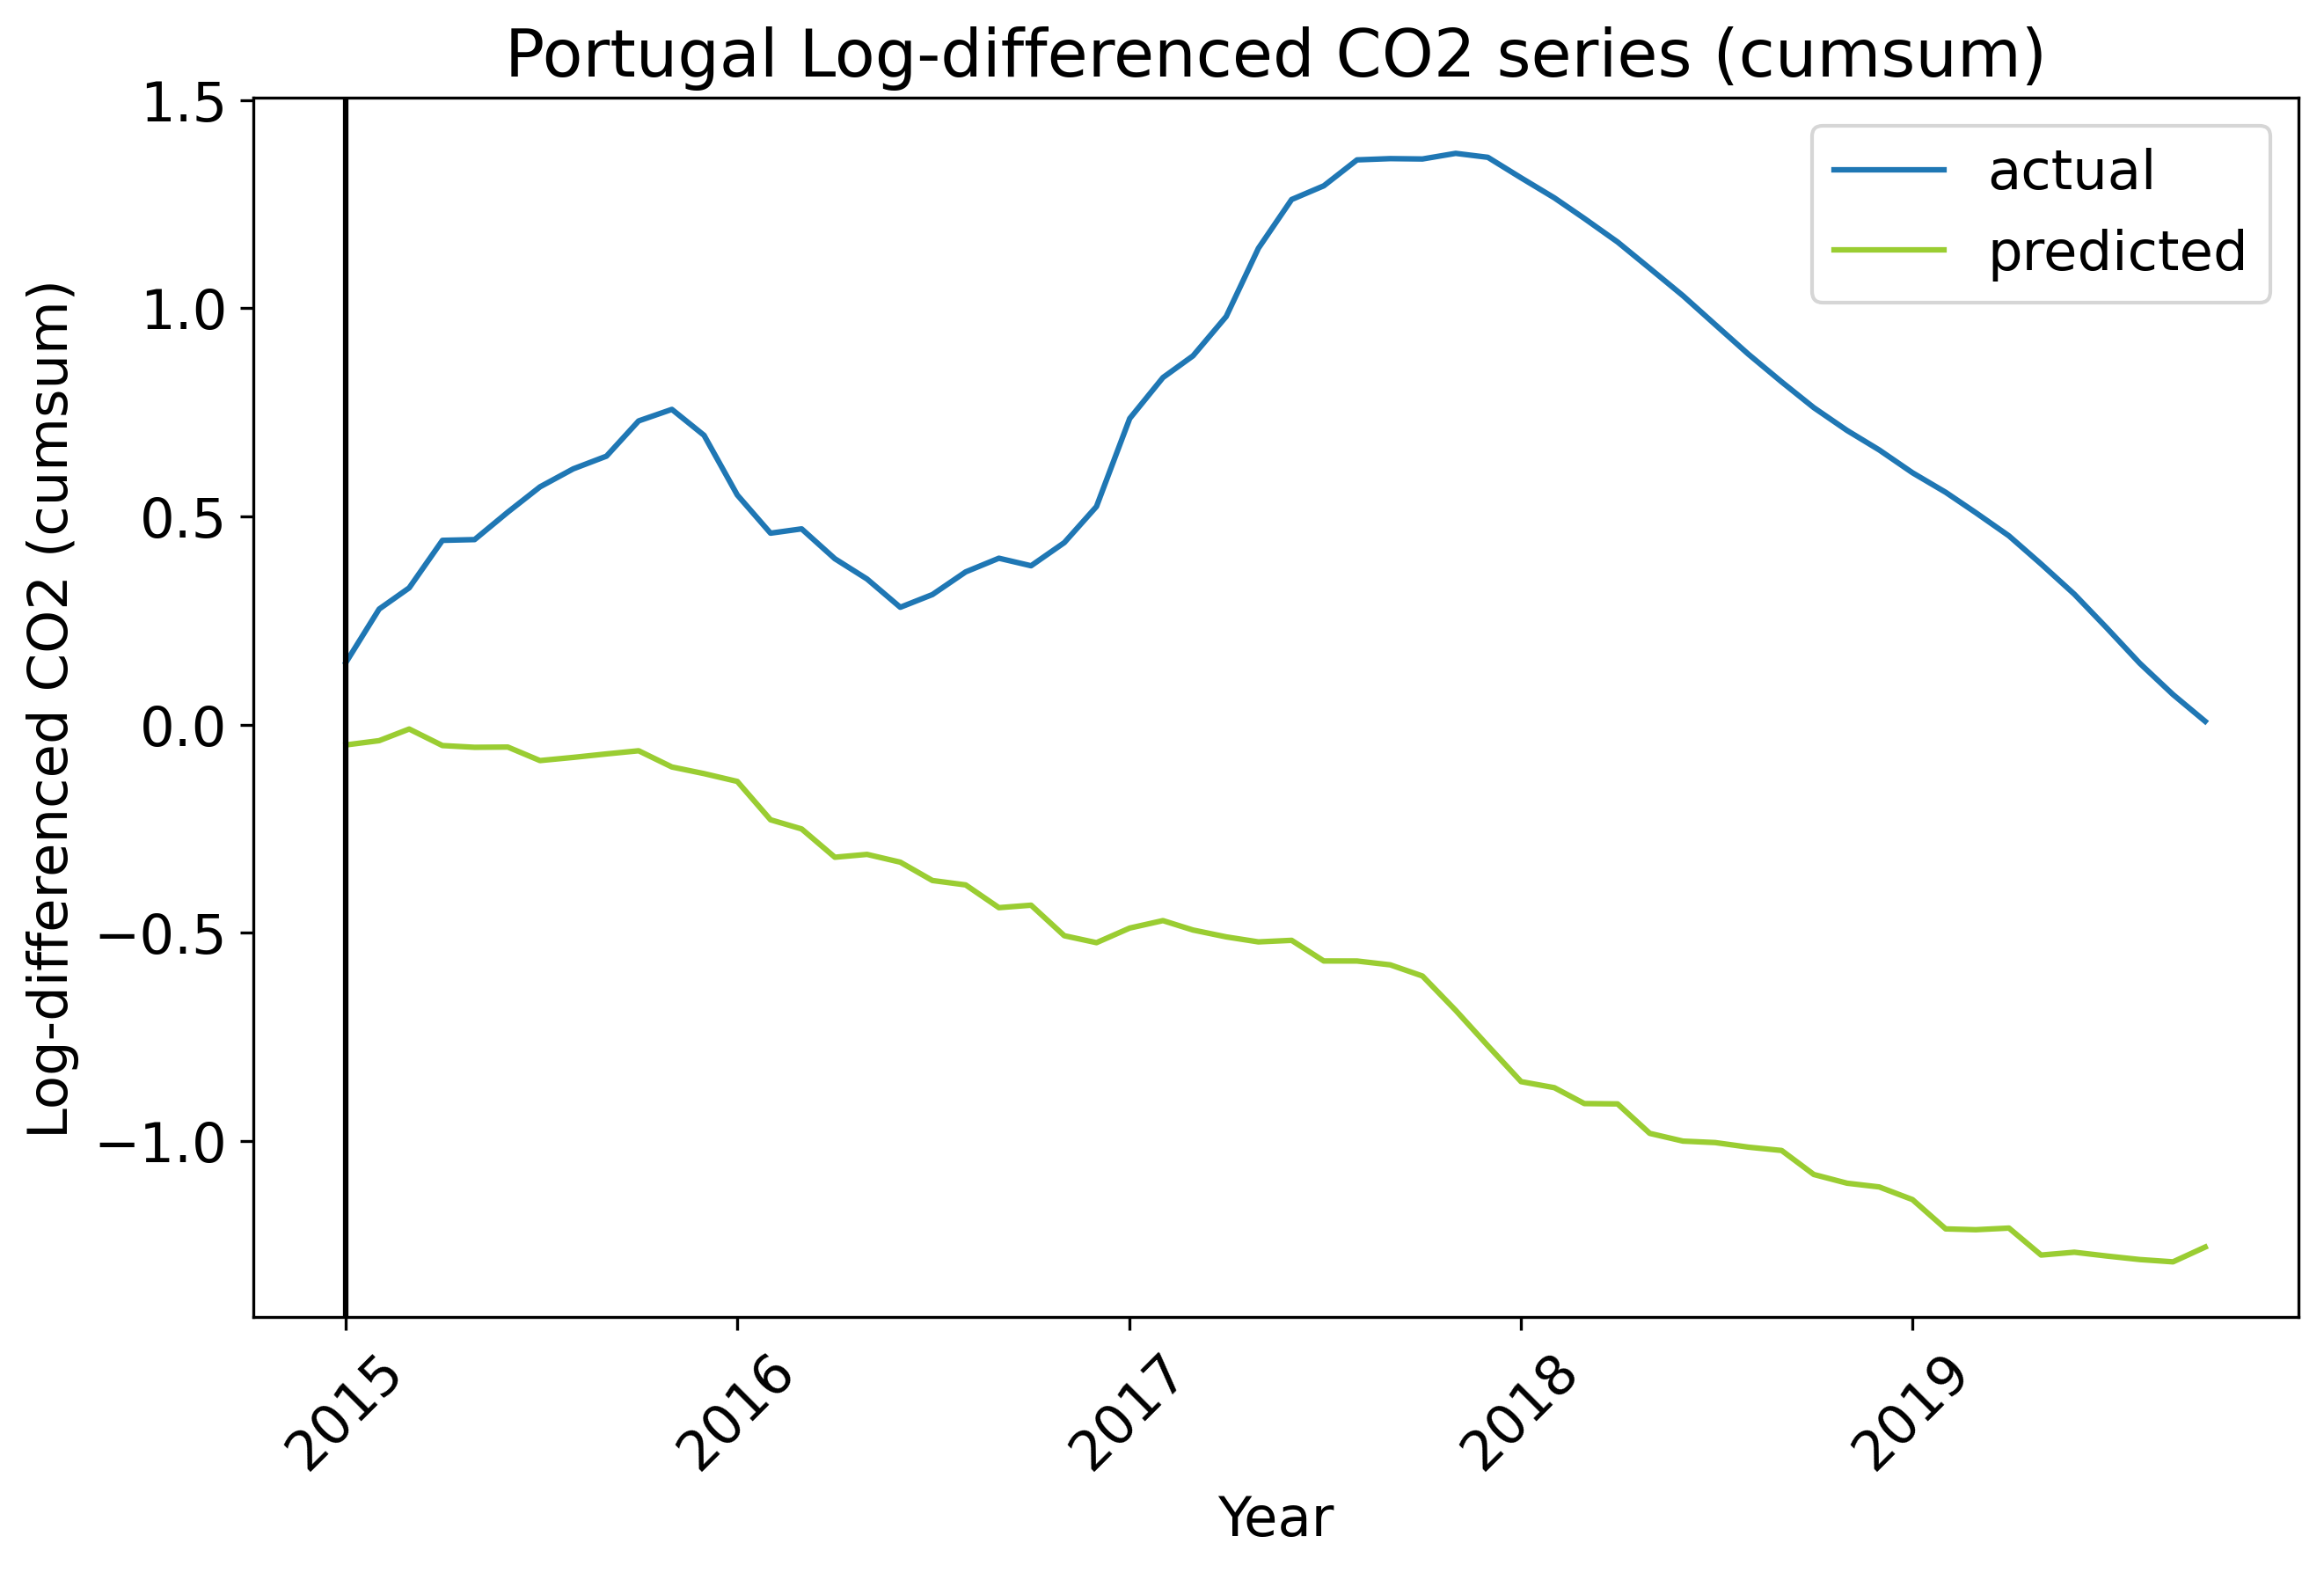 Portugal Log-differenced CO2 series (cumsum)
Log-differenced CO2 (cumsum)
1.5
1.0
0.5
0.0
−0.5
−1.0
actual
predicted
2015
2016
2017
2018
2019
Year